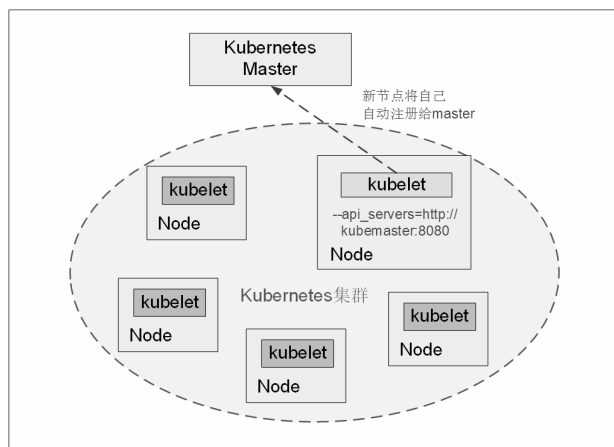 Kubernetes
Master
新节点将自己
自动注册给master
kubelet
Node
kubelet
--api_servers=http://
kubemaster:8080
Node
Kubernetes集群
kubelet
Node
kubelet
Node
kubelet
Node